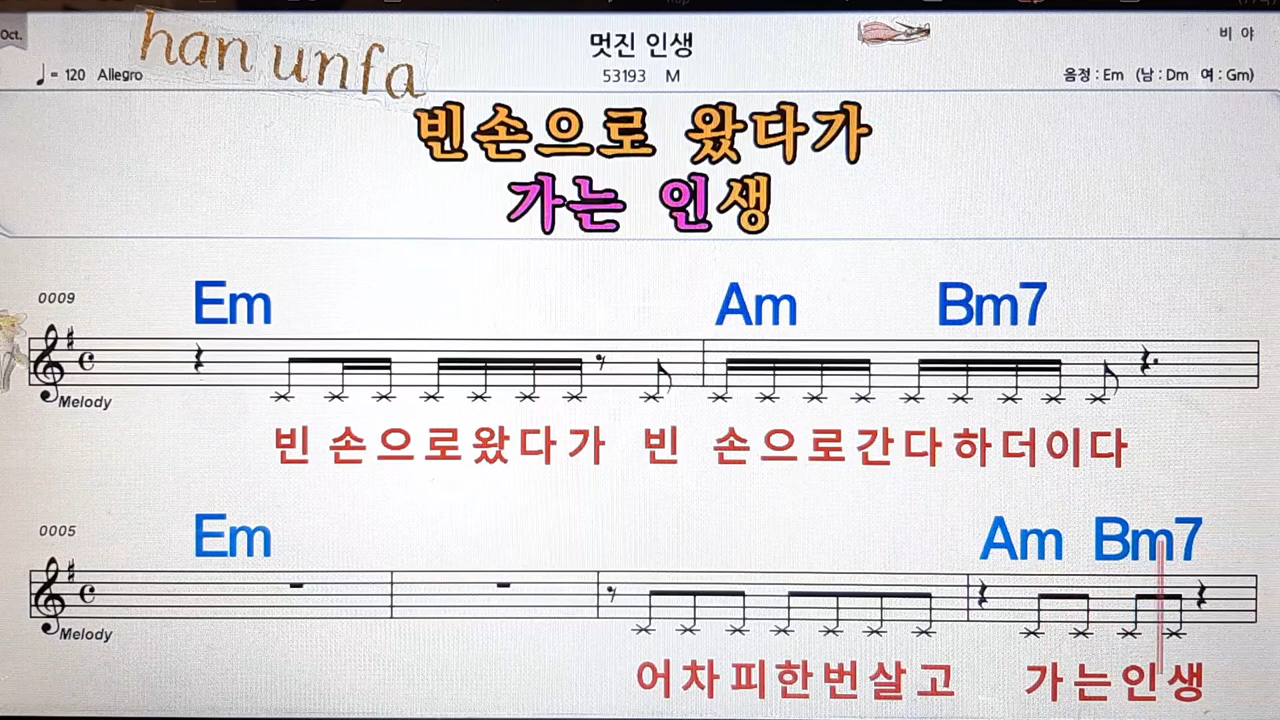 Oct.
han unfa
멋진 인생
비 야
♩= 120 Allegro
53193 M
음정 : Em (남 : Dm 여 : Gm)
빈손으로 왔다가
가는 인생
0009
Em Am Bm7
Melody
빈 손으로왔다가 빈 손으로간다하더이다
0005
Em Am Bm7
Melody
어차피한번살고 가는인생